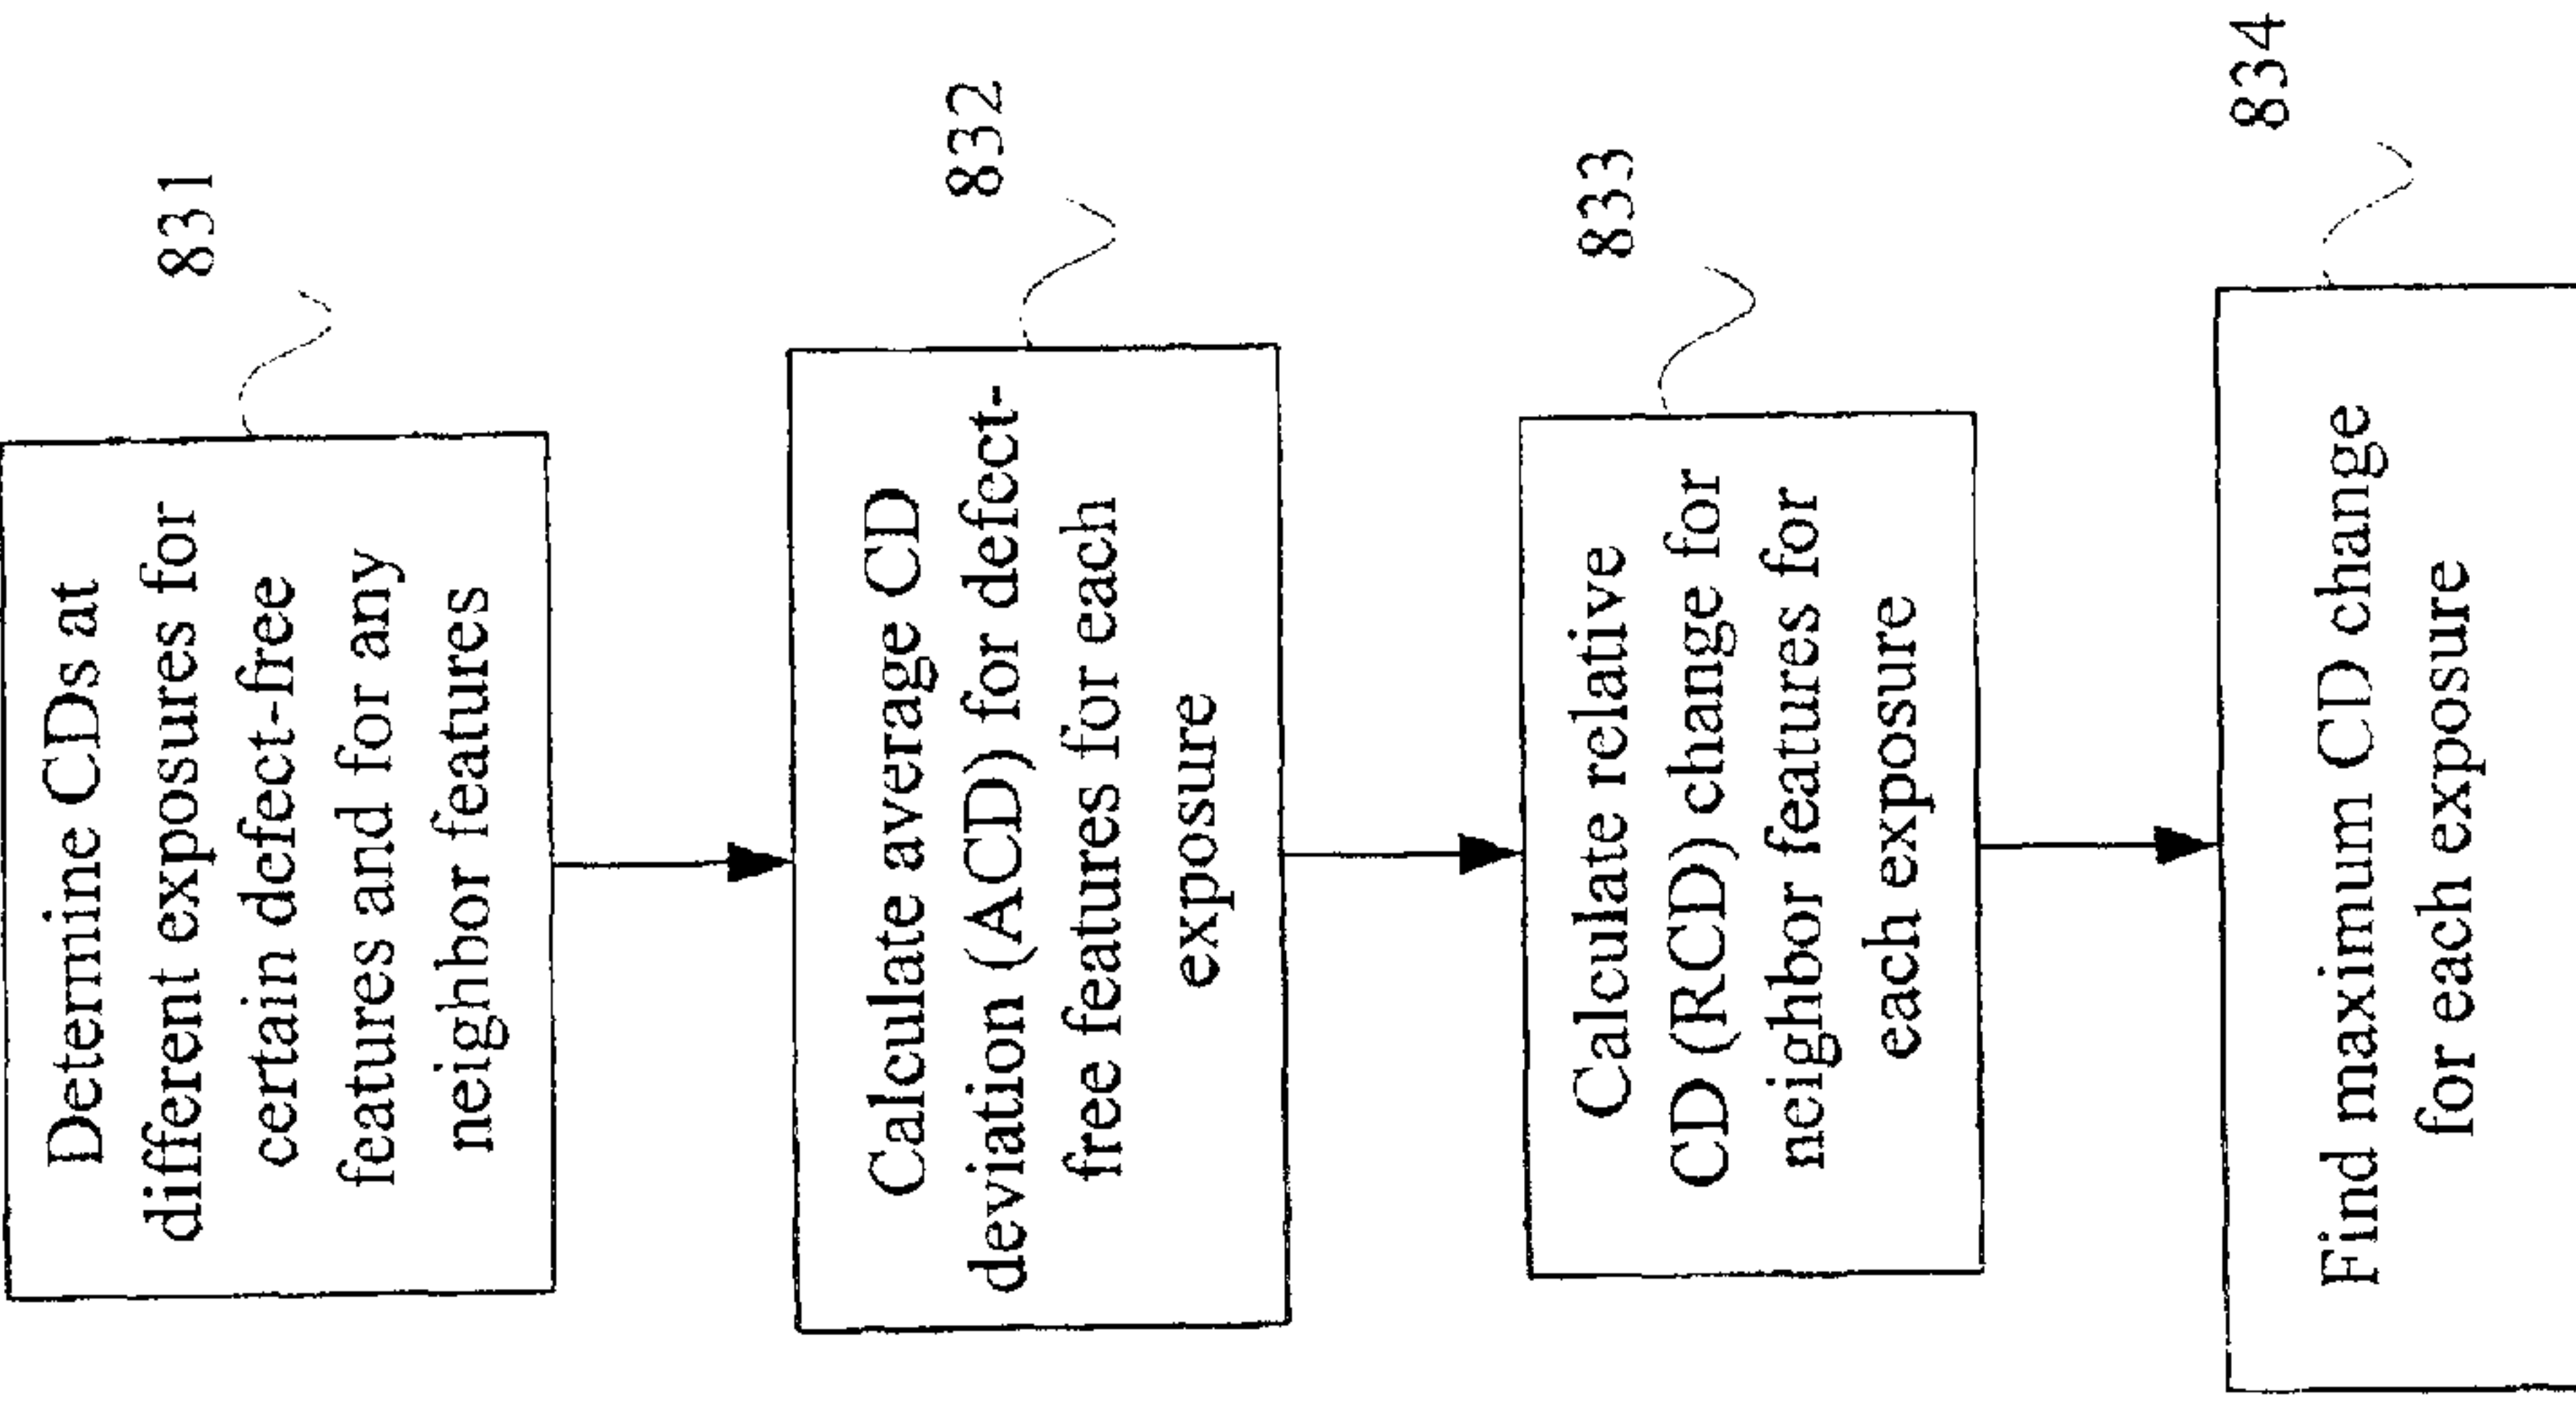 831
Determine CDs at
different exposures for
certain defect-free
features and for any
neighbor features
832
Calculate average CD
deviation (ACD) for defect-
free features for each
exposure
833
Calculate relative
CD (RCD) change for
neighbor features for
each exposure
834
Find maximum CD change
for each exposure